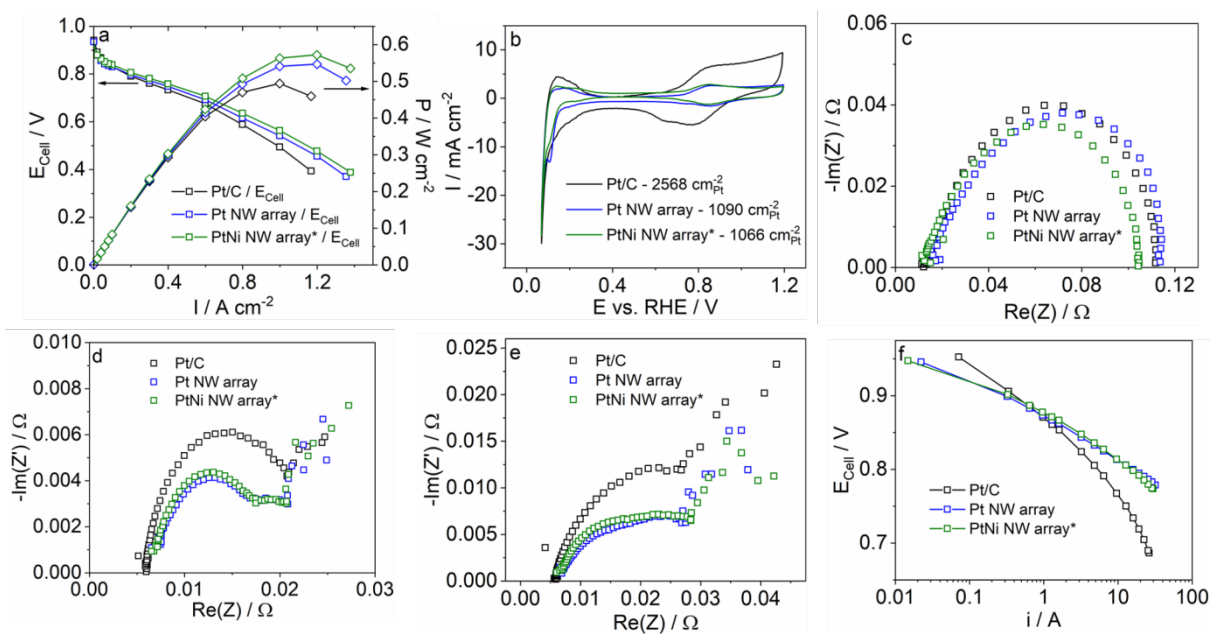 a
1.0
0.8
0.6
0.4
0.2
0.0
E_Cell / V
0.0 0.4 0.8 1.2 1.6
I / A cm⁻²
0.6
0.5
0.4
0.3
0.2
0.1
0.0
P / W cm⁻²
Pt/C / E_Cell
Pt NW array / E_Cell
PtNi NW array* / E_Cell
b
10
0
-10
-20
-30
I / mA cm⁻²
Pt/C - 2568 cm⁻²_Pt
Pt NW array - 1090 cm⁻²_Pt
PtNi NW array* - 1066 cm⁻²_Pt
0.0 0.4 0.8 1.2
E vs. RHE / V
c
0.06
0.04
0.02
0.00
-Im(Z') / Ω
Pt/C
Pt NW array
PtNi NW array*
0.00 0.04 0.08 0.12
Re(Z) / Ω
d
0.010
0.008
0.006
0.004
0.002
0.000
-Im(Z') / Ω
Pt/C
Pt NW array
PtNi NW array*
0.00 0.01 0.02 0.03
Re(Z) / Ω
e
0.025
0.020
0.015
0.010
0.005
0.000
-Im(Z') / Ω
Pt/C
Pt NW array
PtNi NW array*
0.00 0.01 0.02 0.03 0.04
Re(Z) / Ω
f
0.9
0.8
0.7
E_Cell / V
Pt/C
Pt NW array
PtNi NW array*
0.01 0.1 1 10 100
i / A